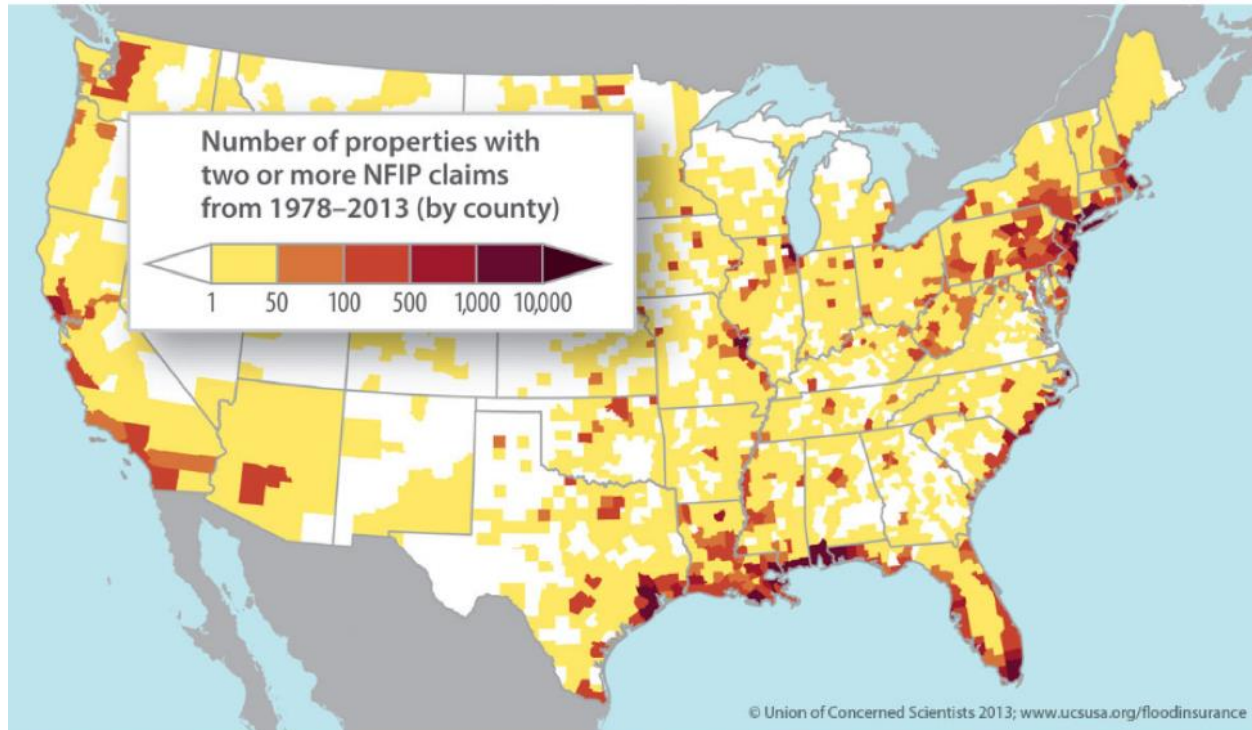 Number of properties with
two or more NFIP claims
from 1978–2013 (by county)
1 50 100 500 1,000 10,000
© Union of Concerned Scientists 2013; www.ucsusa.org/floodinsurance